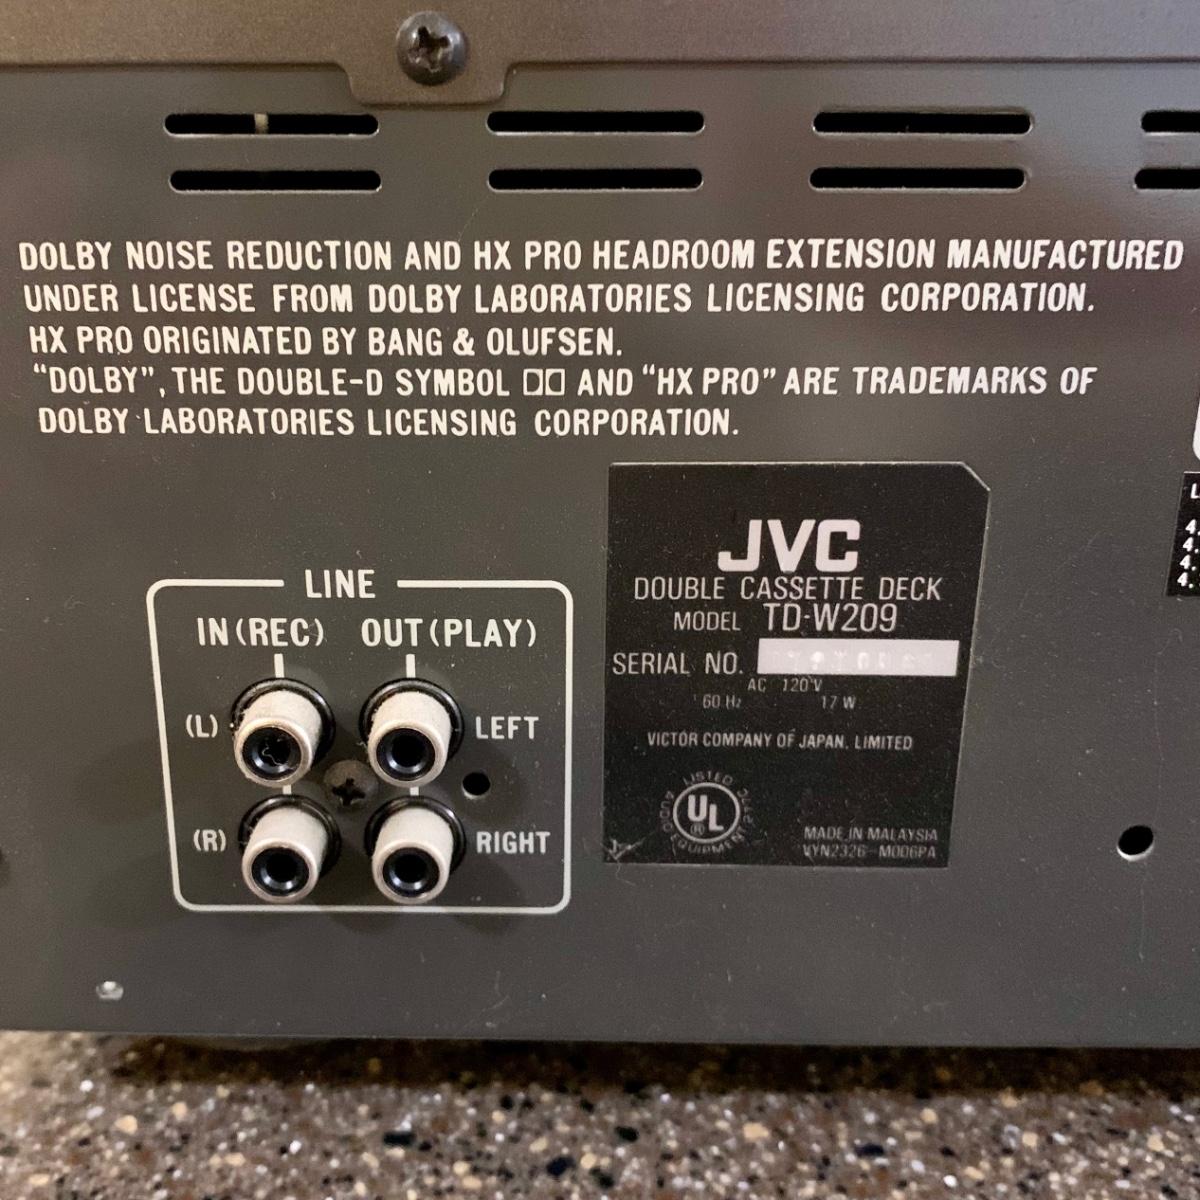 DOLBY NOISE REDUCTION AND HX PRO HEADROOM EXTENSION MANUFACTURED
UNDER LICENSE FROM DOLBY LABORATORIES LICENSING CORPORATION.
HX PRO ORIGINATED BY BANG & OLUFSEN.
"DOLBY", THE DOUBLE-D SYMBOL AND "HX PRO" ARE TRADEMARKS OF
DOLBY LABORATORIES LICENSING CORPORATION.
LINE
IN (REC) OUT (PLAY)
(L) LEFT
(R) RIGHT
JVC
DOUBLE CASSETTE DECK
MODEL TD-W209
SERIAL NO.
AC 120V
60 Hz 17 W
VICTOR COMPANY OF JAPAN, LIMITED
LISTED
UL ®
AUDIO EQUIPMENT
MADE IN MALAYSIA
VYN2326-M006PA